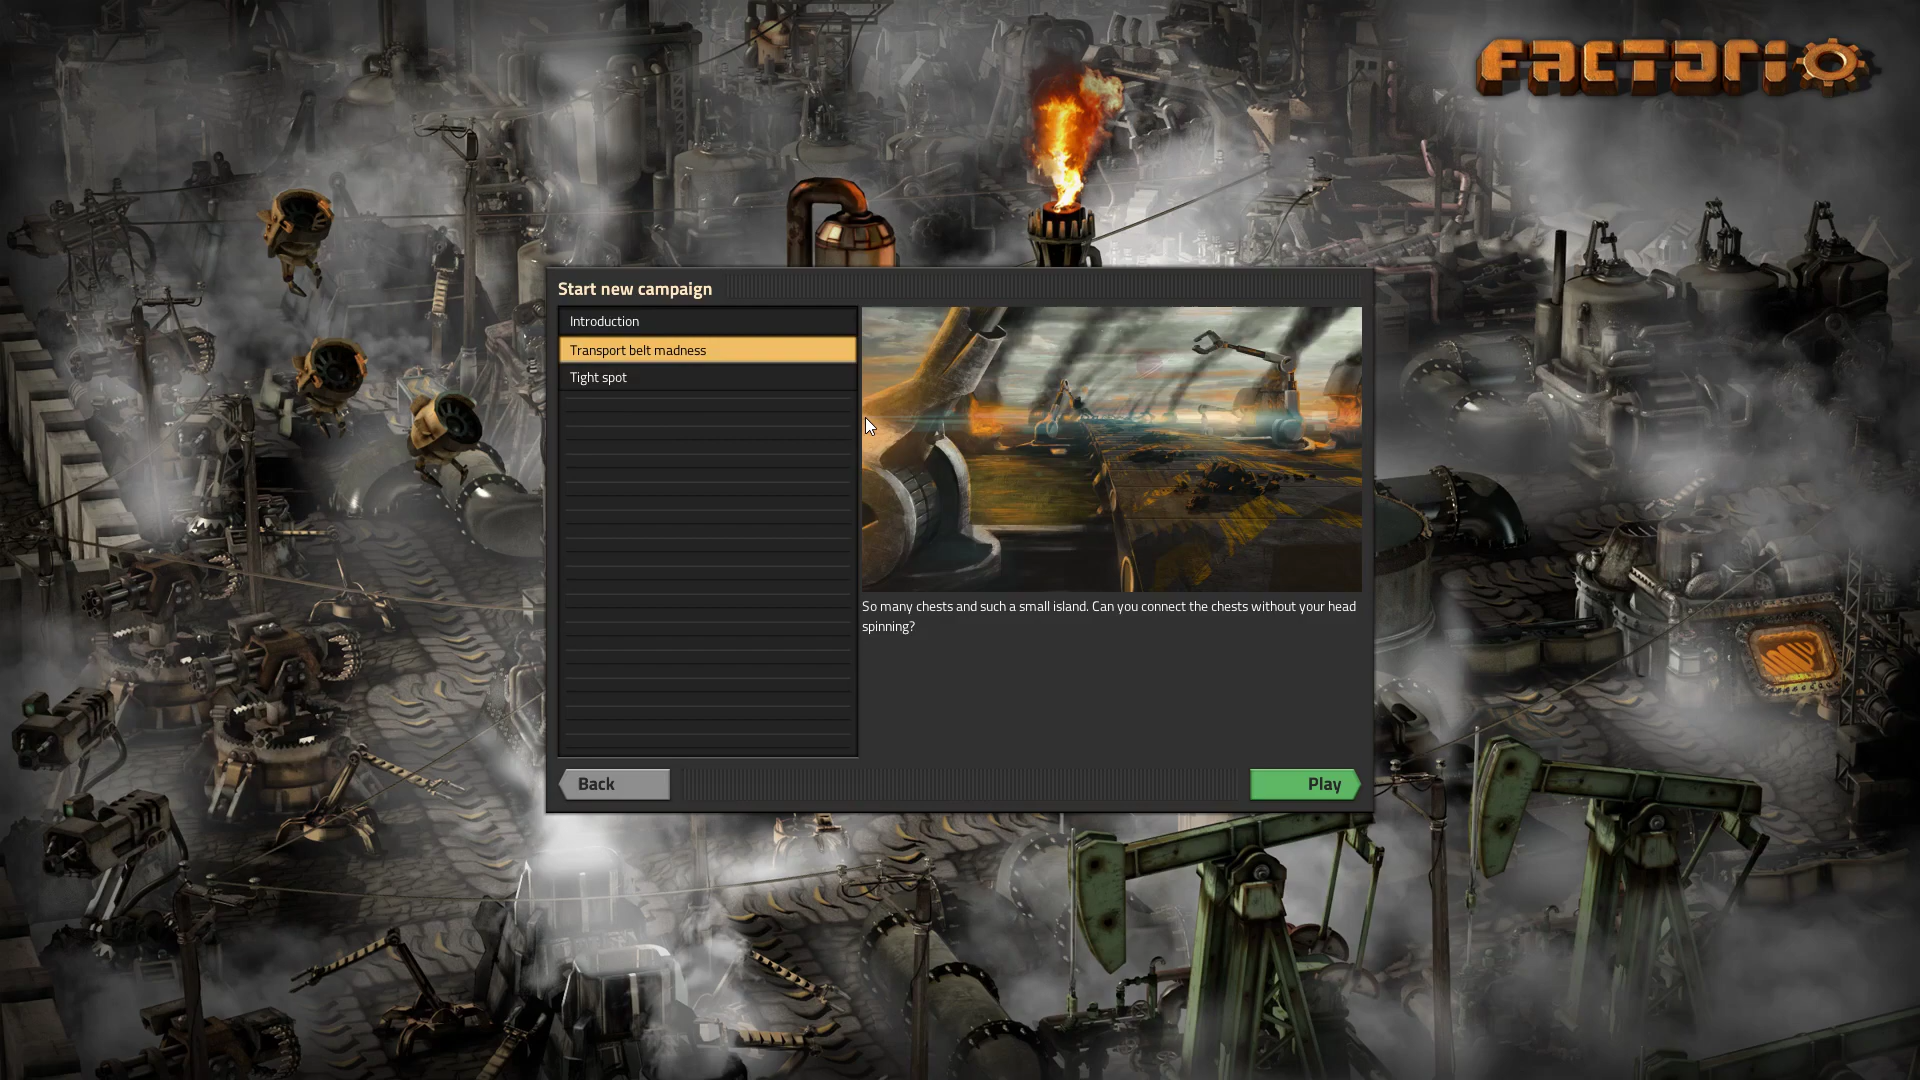 FACTORIO
Start new campaign
Introduction
Transport belt madness
Tight spot
So many chests and such a small island. Can you connect the chests without your head
spinning?
Back
Play